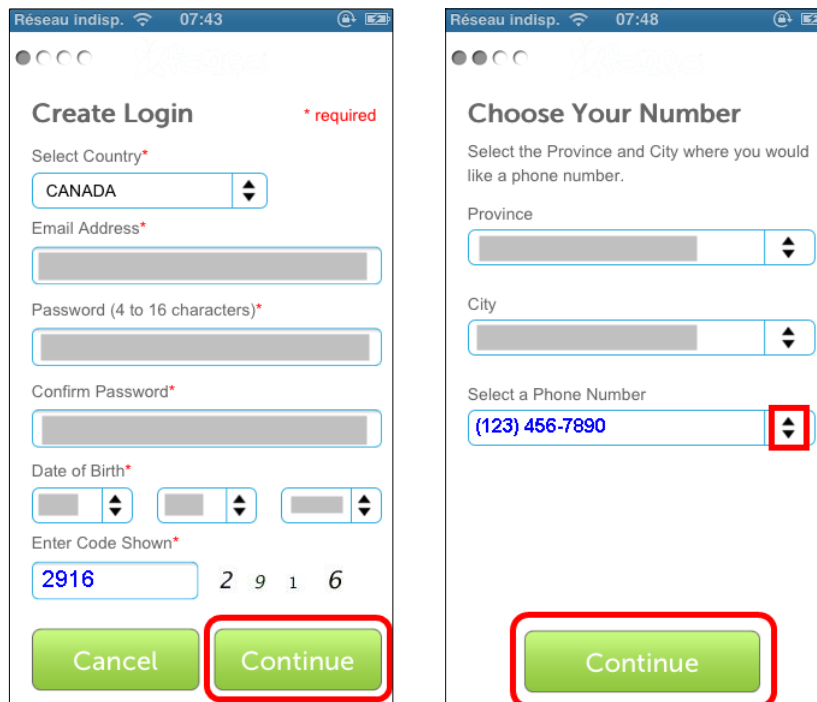 Réseau indisp. 07:43
Create Login * required
Select Country*
CANADA
Email Address*
Password (4 to 16 characters)*
Confirm Password*
Date of Birth*
Enter Code Shown*
2916 2 9 1 6
Cancel Continue
Réseau indisp. 07:48
Choose Your Number
Select the Province and City where you would
like a phone number.
Province
City
Select a Phone Number
(123) 456-7890
Continue